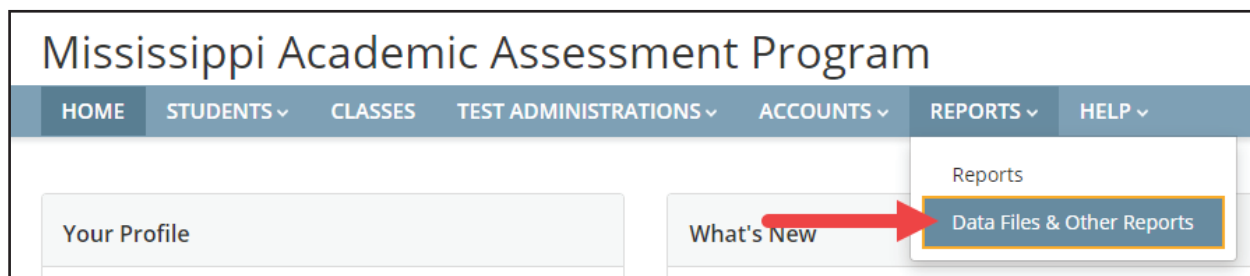 Mississippi Academic Assessment Program
HOME STUDENTS CLASSES TEST ADMINISTRATIONS ACCOUNTS REPORTS HELP
Reports
Data Files & Other Reports
Your Profile
What's New